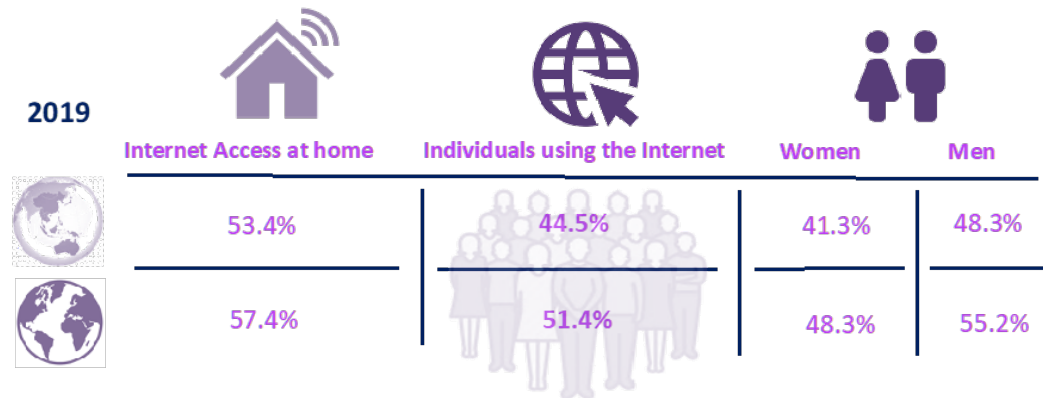 2019
Internet Access at home Individuals using the Internet Women Men
53.4% 44.5% 41.3% 48.3%
57.4% 51.4% 48.3% 55.2%